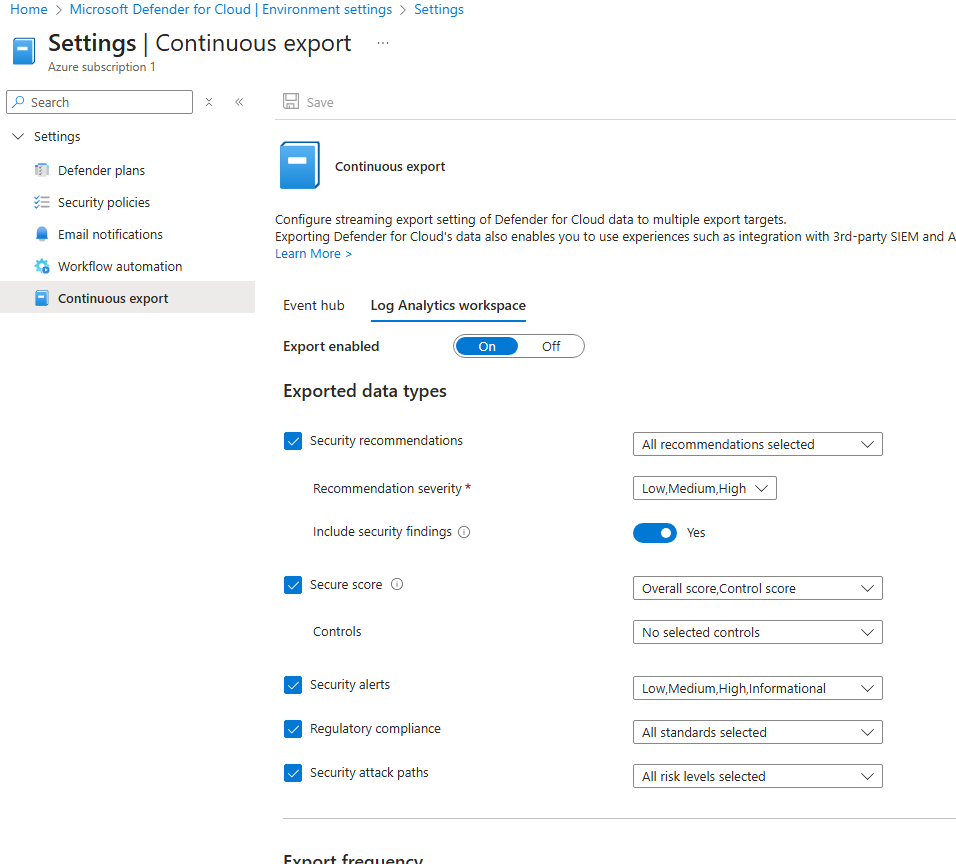 Home > Microsoft Defender for Cloud | Environment settings > Settings
Settings | Continuous export ...
Azure subscription 1
Search
Save
Settings
Defender plans
Security policies
Email notifications
Workflow automation
Continuous export
Continuous export
Configure streaming export setting of Defender for Cloud data to multiple export targets.
Exporting Defender for Cloud's data also enables you to use experiences such as integration with 3rd-party SIEM and A
Learn More >
Event hub Log Analytics workspace
Export enabled On Off
Exported data types
Security recommendations All recommendations selected
Recommendation severity * Low,Medium,High
Include security findings Yes
Secure score Overall score,Control score
Controls No selected controls
Security alerts Low,Medium,High,Informational
Regulatory compliance All standards selected
Security attack paths All risk levels selected
Export frequency